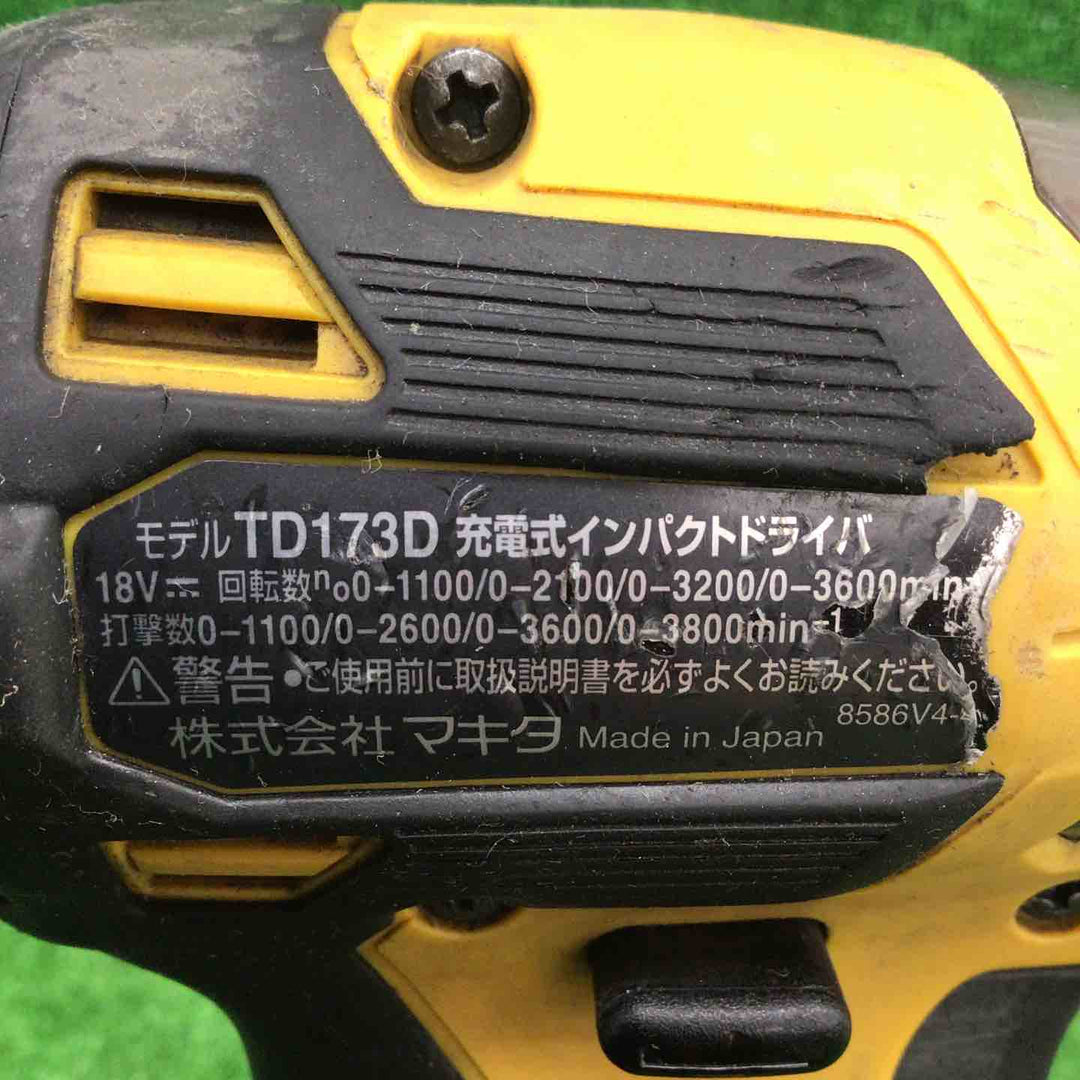 モデル TD173D 充電式インパクトドライバ
18V⎓ 回転数n₀0-1100/0-2100/0-3200/0-3600min⁻
打撃数0-1100/0-2600/0-3600/0-3800min⁻¹
⚠警告 •ご使用前に取扱説明書を必ずよくお読みください。
8586V4-
株式会社 マキタ Made in Japan